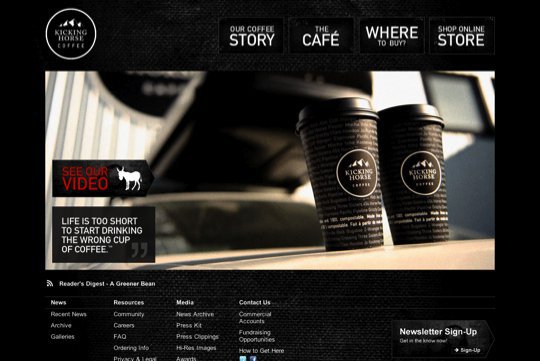 KICKING
HORSE
COFFEE
OUR COFFEE
STORY
THE
CAFÉ
WHERE
TO BUY?
SHOP ONLINE
STORE
SEE OUR
VIDEO
LIFE IS TOO SHORT
TO START DRINKING
THE WRONG CUP
OF COFFEE.™
KICKING
HORSE
COFFEE
KICKING
HORSE
COFFEE
100% compostable.
Reader's Digest - A Greener Bean
News
Recent News
Archive
Galleries
Resources
Community
Careers
FAQ
Ordering Info
Privacy & Legal
Media
News Archive
Press Kit
Press Clippings
Hi-Res Images
Awards
Contact Us
Commercial
Accounts
Fundraising
Opportunities
How to Get Here
Newsletter Sign-Up
Get in the know now!
Sign-Up